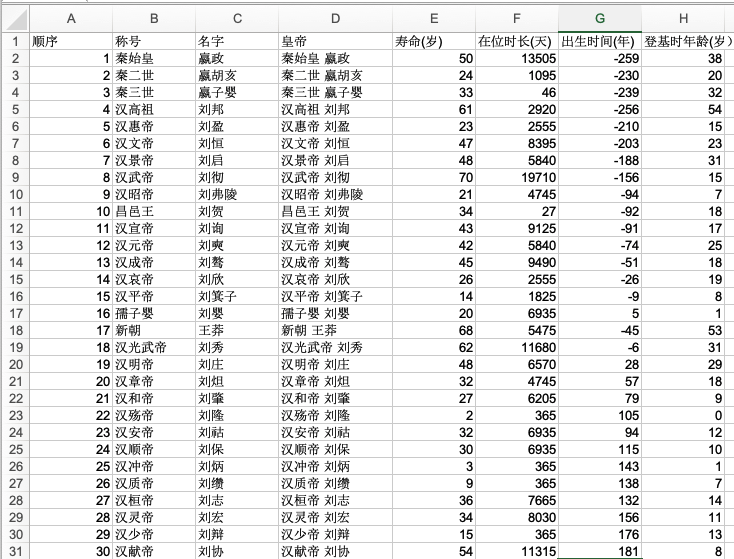 A B C D E F G H
1 顺序 称号 名字 皇帝 寿命(岁) 在位时长(天) 出生时间(年) 登基时年龄(岁)
2 1 秦始皇 嬴政 秦始皇 嬴政 50 13505 -259 38
3 2 秦二世 嬴胡亥 秦二世 嬴胡亥 24 1095 -230 20
4 3 秦三世 嬴子婴 秦三世 嬴子婴 33 46 -239 32
5 4 汉高祖 刘邦 汉高祖 刘邦 61 2920 -256 54
6 5 汉惠帝 刘盈 汉惠帝 刘盈 23 2555 -210 15
7 6 汉文帝 刘恒 汉文帝 刘恒 47 8395 -203 23
8 7 汉景帝 刘启 汉景帝 刘启 48 5840 -188 31
9 8 汉武帝 刘彻 汉武帝 刘彻 70 19710 -156 15
10 9 汉昭帝 刘弗陵 汉昭帝 刘弗陵 21 4745 -94 7
11 10 昌邑王 刘贺 昌邑王 刘贺 34 27 -92 18
12 11 汉宣帝 刘询 汉宣帝 刘询 43 9125 -91 17
13 12 汉元帝 刘奭 汉元帝 刘奭 42 5840 -74 25
14 13 汉成帝 刘骜 汉成帝 刘骜 45 9490 -51 18
15 14 汉哀帝 刘欣 汉哀帝 刘欣 26 2555 -26 19
16 15 汉平帝 刘箕子 汉平帝 刘箕子 14 1825 -9 8
17 16 孺子婴 刘婴 孺子婴 刘婴 20 6935 5 1
18 17 新朝 王莽 新朝 王莽 68 5475 -45 53
19 18 汉光武帝 刘秀 汉光武帝 刘秀 62 11680 -6 31
20 19 汉明帝 刘庄 汉明帝 刘庄 48 6570 28 29
21 20 汉章帝 刘炟 汉章帝 刘炟 32 4745 57 18
22 21 汉和帝 刘肇 汉和帝 刘肇 27 6205 79 9
23 22 汉殇帝 刘隆 汉殇帝 刘隆 2 365 105 0
24 23 汉安帝 刘祜 汉安帝 刘祜 32 6935 94 12
25 24 汉顺帝 刘保 汉顺帝 刘保 30 6935 115 10
26 25 汉冲帝 刘炳 汉冲帝 刘炳 3 365 143 1
27 26 汉质帝 刘缵 汉质帝 刘缵 9 365 138 7
28 27 汉桓帝 刘志 汉桓帝 刘志 36 7665 132 14
29 28 汉灵帝 刘宏 汉灵帝 刘宏 34 8030 156 11
30 29 汉少帝 刘辩 汉少帝 刘辩 15 365 176 13
31 30 汉献帝 刘协 汉献帝 刘协 54 11315 181 8